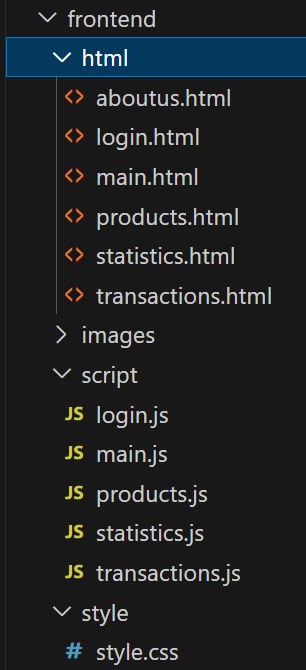 frontend
html
<> aboutus.html
<> login.html
<> main.html
<> products.html
<> statistics.html
<> transactions.html
images
script
JS login.js
JS main.js
JS products.js
JS statistics.js
JS transactions.js
style
# style.css